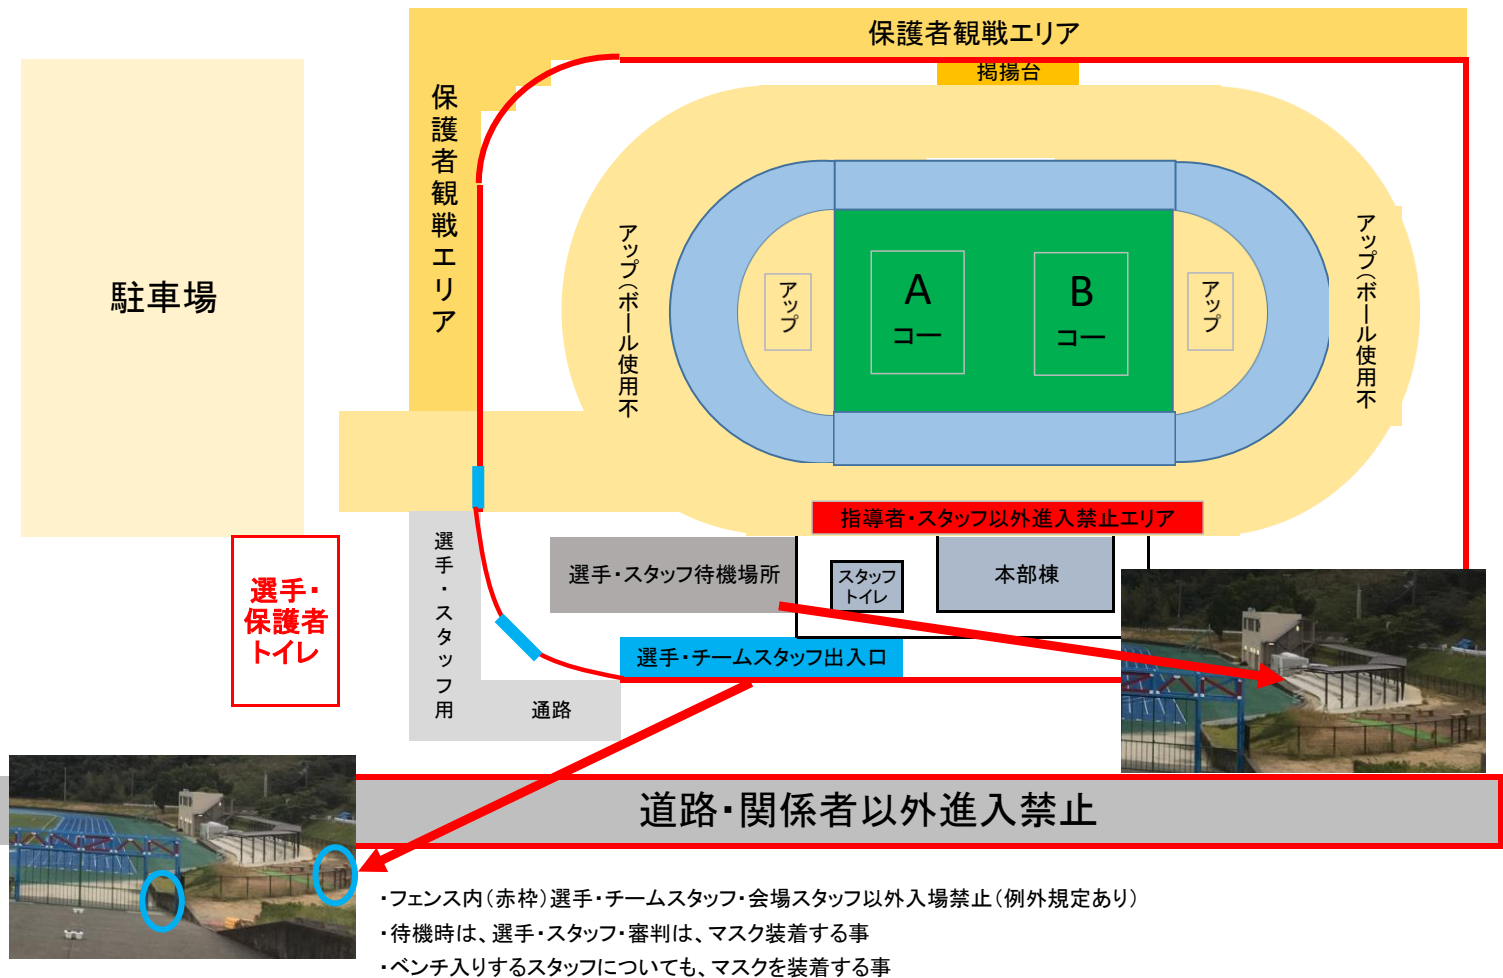 保護者観戦エリア
掲揚台
保護者観戦エリア
駐車場
アップ（ボール使用不
アップ
A
コー
B
コー
アップ
アップ（ボール使用不
指導者・スタッフ以外進入禁止エリア
選手・スタッフ待機場所
スタッフ
トイレ
本部棟
選手・
保護者
トイレ
選手・スタッフ用
通路
選手・チームスタッフ出入口
道路・関係者以外進入禁止
・フェンス内（赤枠）選手・チームスタッフ・会場スタッフ以外入場禁止（例外規定あり）
・待機時は、選手・スタッフ・審判は、マスク装着する事
・ベンチ入りするスタッフについても、マスクを装着する事